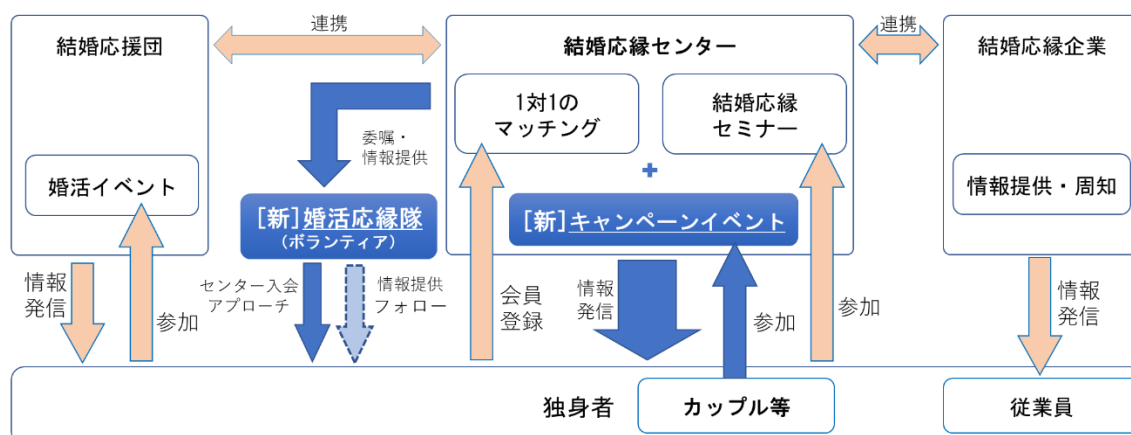 連携
連携
結婚応援団
結婚応縁センター
結婚応縁企業
1対1の
マッチング
結婚応縁
セミナー
委嘱・
情報提供
婚活イベント
+
情報提供・周知
[新]婚活応縁隊
(ボランティア)
[新]キャンペーンイベント
情報
発信
参加
センター入会
アプローチ
情報提供
フォロー
会員
登録
情報
発信
参加
参加
情報
発信
独身者
カップル等
従業員